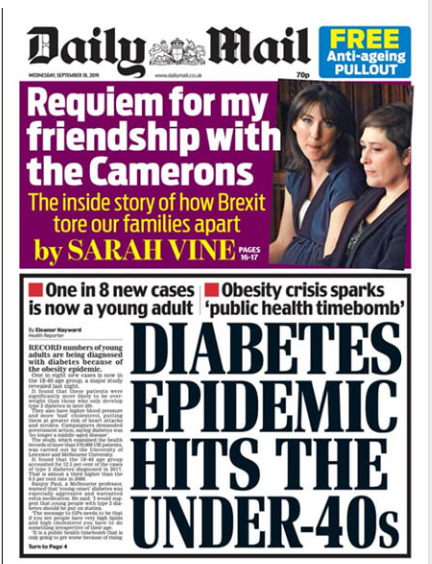 Daily Mail
FREE
Anti-ageing
PULLOUT
WEDNESDAY, SEPTEMBER 18, 2019
www.dailymail.co.uk
70p
Requiem for my
friendship with
the Camerons
The inside story of how Brexit
tore our families apart
by SARAH VINE PAGES
16-17
One in 8 new cases
is now a young adult
Obesity crisis sparks
‘public health timebomb’
By Eleanor Hayward
Health Reporter
DIABETES
EPIDEMIC
HITS THE
UNDER-40s
RECORD numbers of young
adults are being diagnosed
with diabetes because of
the obesity epidemic.
One in eight new cases is now in
the 18-40 age group, a major study
revealed last night.
It found that these patients were
significantly more likely to be over-
weight than those who only develop
type 2 diabetes in later life.
They also have higher blood pressure
and more ‘bad’ cholesterol, putting
them at greater risk of heart attacks
and strokes. Campaigners demanded
government action, saying diabetes was
‘no longer a middle-aged disease’.
The study, which examined the health
records of more than 370,000 UK patients,
was carried out by the University of
Leicester and Melbourne University.
It found that the 18-40 age group
accounted for 12.5 per cent of the cases
of type 2 diabetes diagnosed in 2017.
That is almost a third higher than the
9.5 per cent rate in 2000.
Sanjoy Paul, a Melbourne professor,
warned that ‘young-onset’ diabetes was
especially aggressive and warranted
extra medication. He said: ‘I would sug-
gest that young people with type 2 dia-
betes should be put on statins.
‘The message to GPs needs to be that
if you see people have very high lipids
and high cholesterol you have to do
something irrespective of their age.
‘It is a public health timebomb that is
only going to get worse because of rising
Turn to Page 4